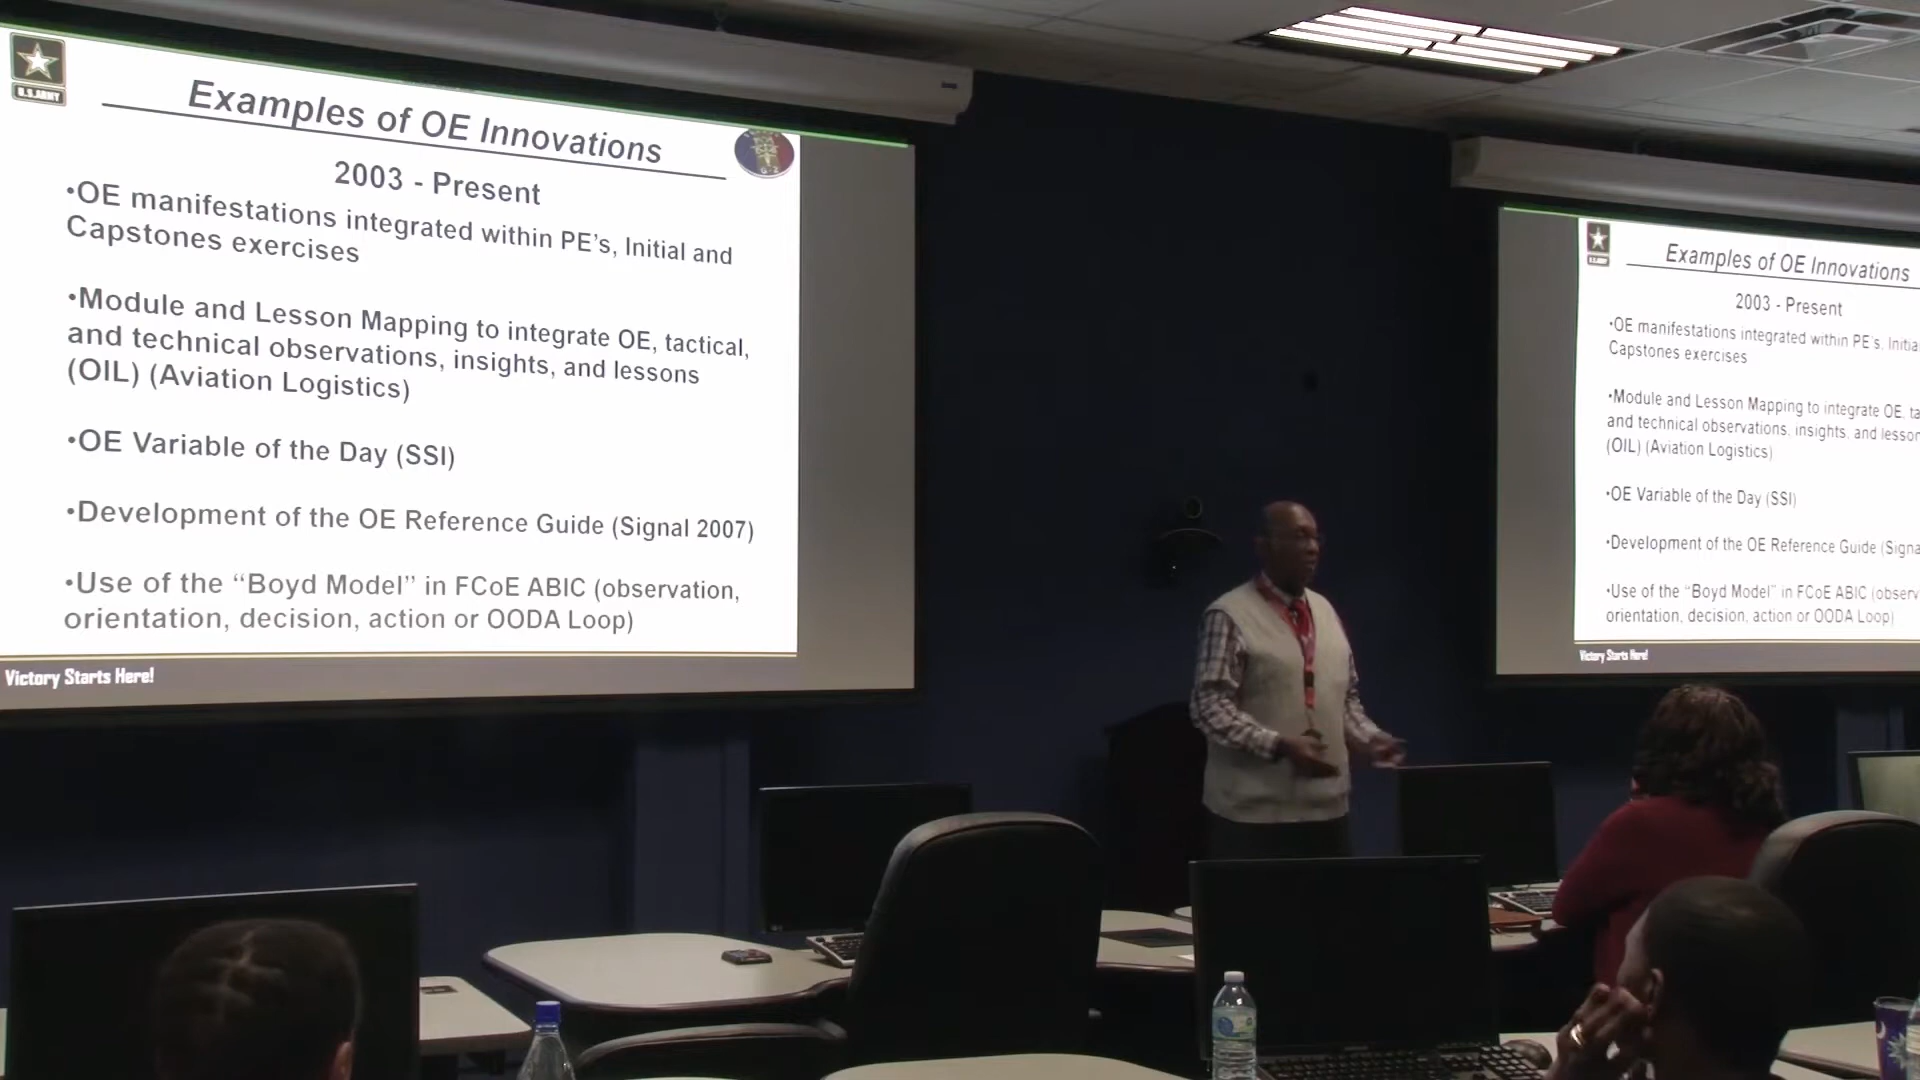 U.S.ARMY
Examples of OE Innovations
G-2
2003 - Present
•OE manifestations integrated within PE's, Initial and
Capstones exercises
•Module and Lesson Mapping to integrate OE, tactical,
and technical observations, insights, and lessons
(OIL) (Aviation Logistics)
•OE Variable of the Day (SSI)
•Development of the OE Reference Guide (Signal 2007)
•Use of the “Boyd Model” in FCoE ABIC (observation,
orientation, decision, action or OODA Loop)
Victory Starts Here!
Examples of OE Innovations
2003 - Present
•OE manifestations integrated within PE's, Initia
Capstones exercises
•Module and Lesson Mapping to integrate OE, ta
and technical observations, insights, and lesson
(OIL) (Aviation Logistics)
•OE Variable of the Day (SSI)
•Development of the OE Reference Guide (Signa
•Use of the “Boyd Model” in FCoE ABIC (observ
orientation, decision, action or OODA Loop)
Victory Starts Here!